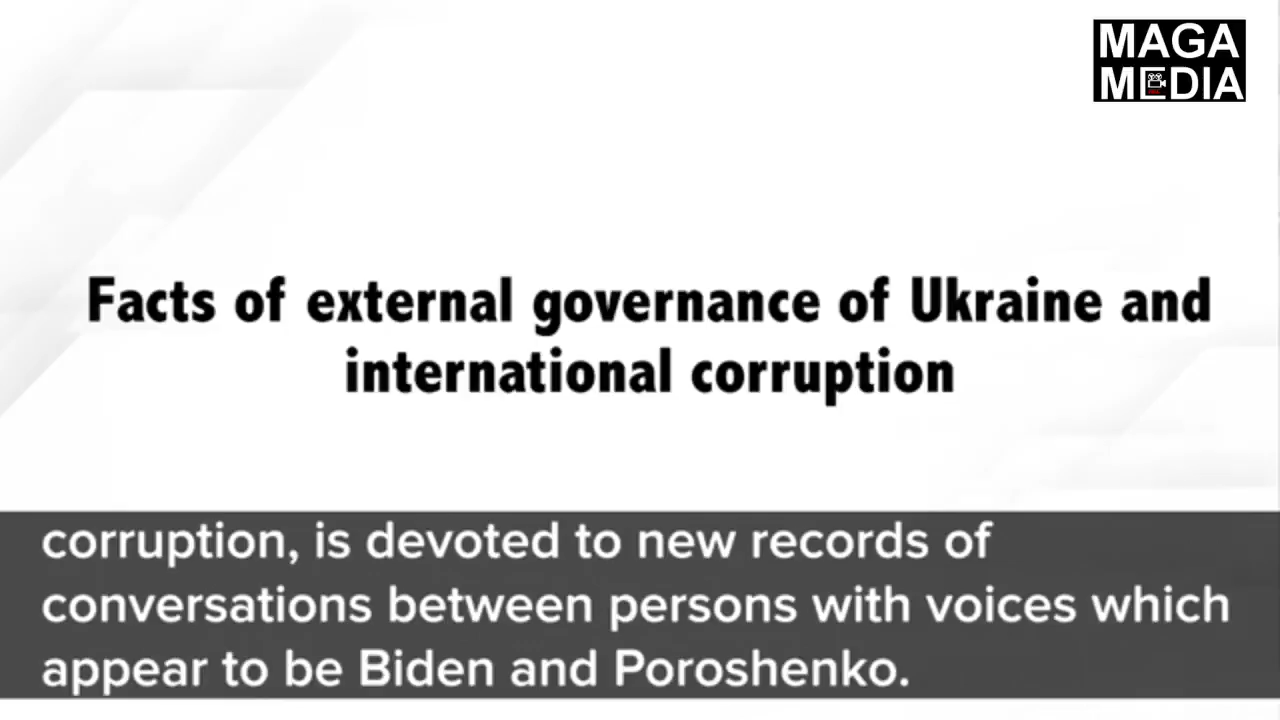 MAGA
MEDIA
Facts of external governance of Ukraine and
international corruption
corruption, is devoted to new records of
conversations between persons with voices which
appear to be Biden and Poroshenko.